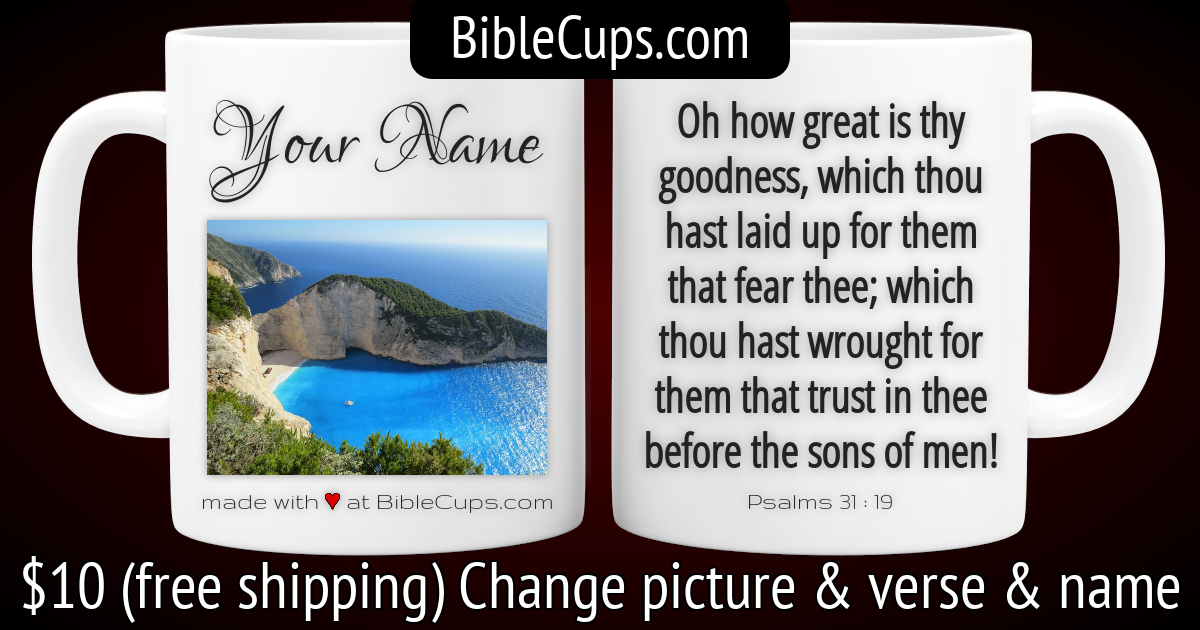 BibleCups.com
Your Name
made with ♥ at BibleCups.com
Oh how great is thy
goodness, which thou
hast laid up for them
that fear thee; which
thou hast wrought for
them that trust in thee
before the sons of men!
Psalms 31 : 19
$10 (free shipping) Change picture & verse & name